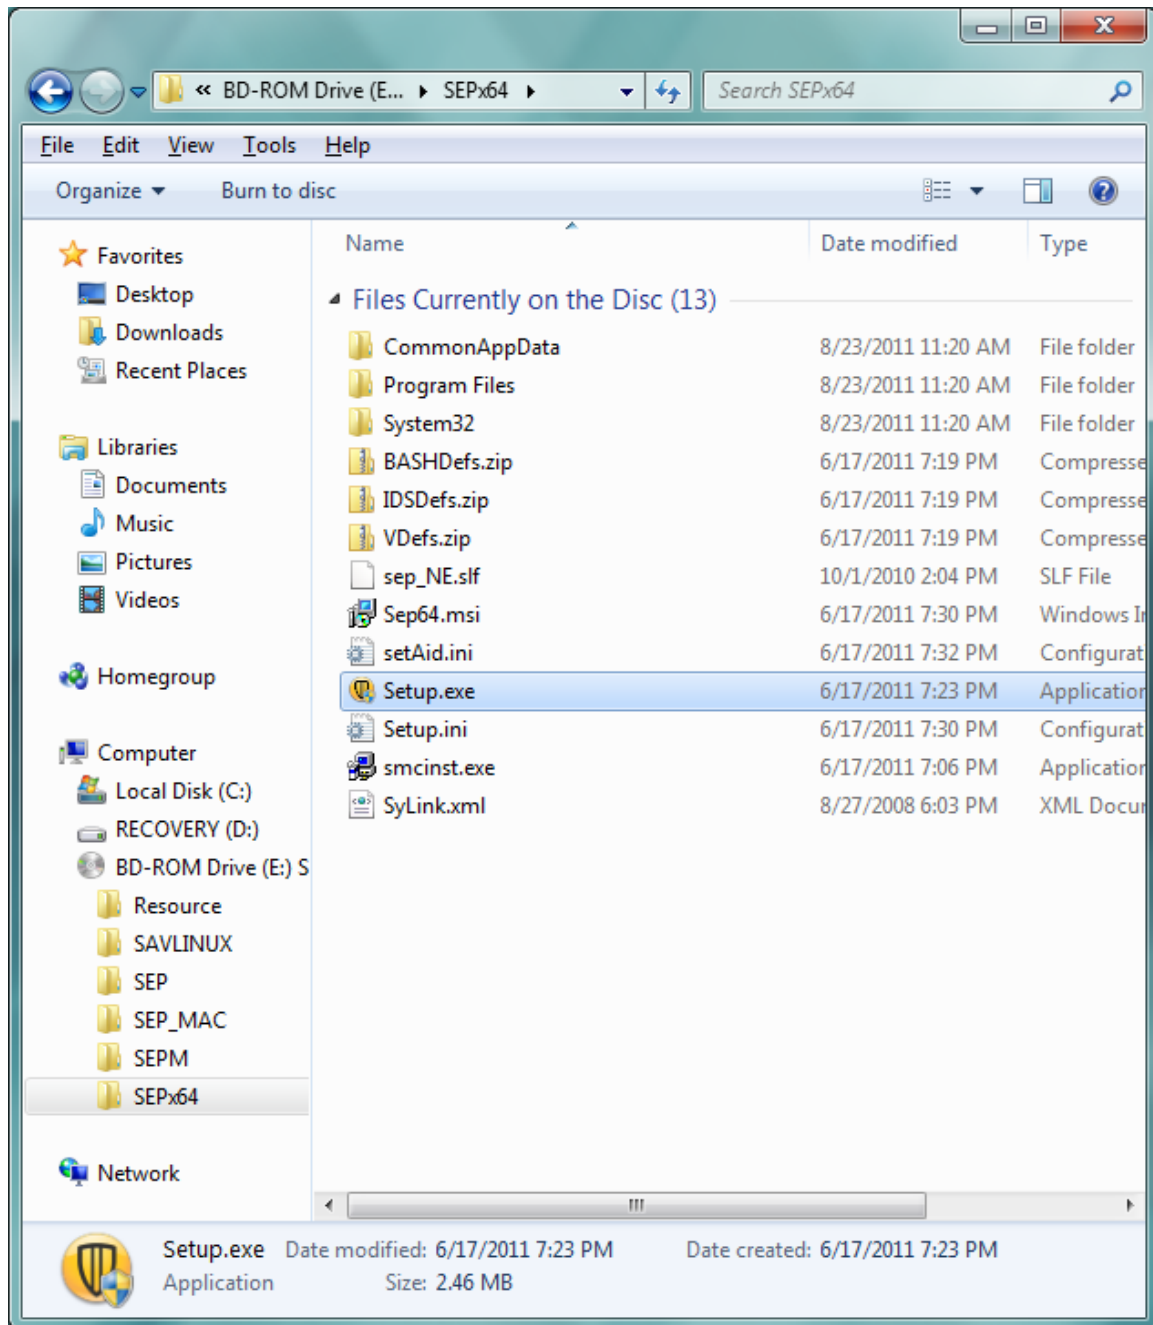 « BD-ROM Drive (E... SEPx64
Search SEPx64
File Edit View Tools Help
Organize Burn to disc
Name Date modified Type
Favorites
Desktop
Downloads
Recent Places
Libraries
Documents
Music
Pictures
Videos
Homegroup
Computer
Local Disk (C:)
RECOVERY (D:)
BD-ROM Drive (E:) S
Resource
SAVLINUX
SEP
SEP_MAC
SEPM
SEPx64
Network
Files Currently on the Disc (13)
CommonAppData 8/23/2011 11:20 AM File folder
Program Files 8/23/2011 11:20 AM File folder
System32 8/23/2011 11:20 AM File folder
BASHDefs.zip 6/17/2011 7:19 PM Compresse
IDSDefs.zip 6/17/2011 7:19 PM Compresse
VDefs.zip 6/17/2011 7:19 PM Compresse
sep_NE.slf 10/1/2010 2:04 PM SLF File
Sep64.msi 6/17/2011 7:30 PM Windows In
setAid.ini 6/17/2011 7:32 PM Configurat
Setup.exe 6/17/2011 7:23 PM Application
Setup.ini 6/17/2011 7:30 PM Configurat
smcinst.exe 6/17/2011 7:06 PM Application
SyLink.xml 8/27/2008 6:03 PM XML Docur
Setup.exe Date modified: 6/17/2011 7:23 PM Date created: 6/17/2011 7:23 PM
Application Size: 2.46 MB